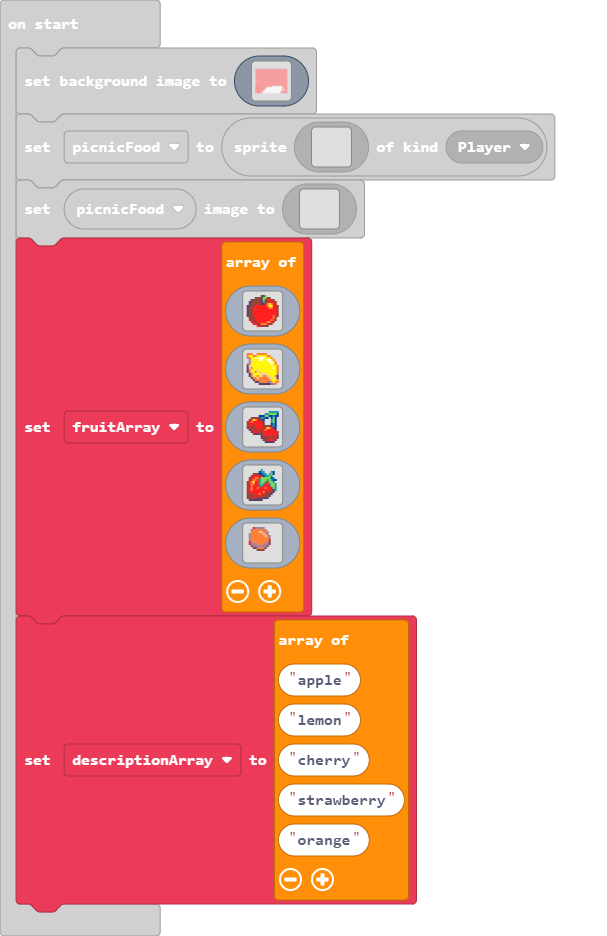 on start
set background image to
set picnicFood to sprite of kind Player
set picnicFood image to
array of
set fruitArray to
array of
"apple"
"lemon"
"cherry"
set descriptionArray to
"strawberry"
"orange"